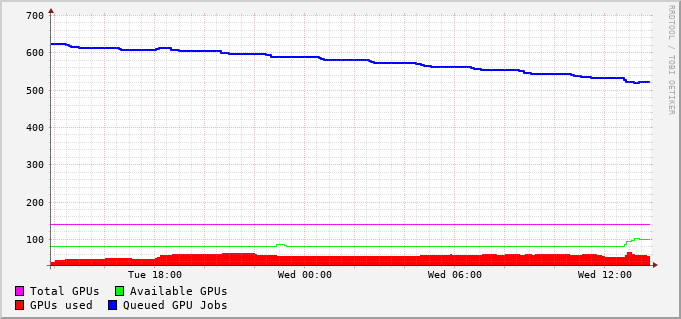 700
600
500
400
300
200
100
Tue 18:00 Wed 00:00 Wed 06:00 Wed 12:00
Total GPUs Available GPUs
GPUs used Queued GPU Jobs
RRDTOOL / TOBI OETIKER